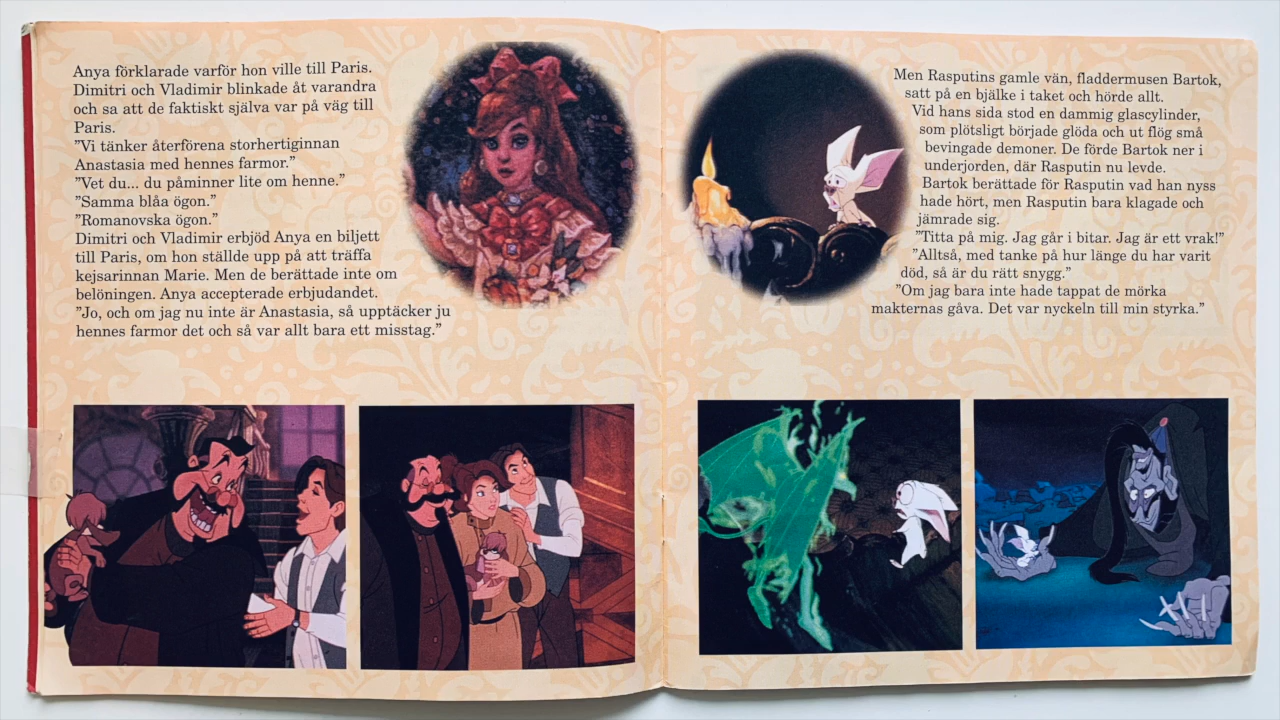 Anya förklarade varför hon ville till Paris.
Dimitri och Vladimir blinkade åt varandra
och sa att de faktiskt själva var på väg till
Paris.
”Vi tänker återförena storhertiginnan
Anastasia med hennes farmor.”
”Vet du... du påminner lite om henne.”
”Samma blåa ögon.”
”Romanovska ögon.”
Dimitri och Vladimir erbjöd Anya en biljett
till Paris, om hon ställde upp på att träffa
kejsarinnan Marie. Men de berättade inte om
belöningen. Anya accepterade erbjudandet.
”Jo, och om jag nu inte är Anastasia, så upptäcker ju
hennes farmor det och så var allt bara ett misstag.”
Men Rasputins gamle vän, fladdermusen Bartok,
satt på en bjälke i taket och hörde allt.
Vid hans sida stod en dammig glascylinder,
som plötsligt började glöda och ut flög små
bevingade demoner. De förde Bartok ner i
underjorden, där Rasputin nu levde.
Bartok berättade för Rasputin vad han nyss
hade hört, men Rasputin bara klagade och
jämrade sig.
”Titta på mig. Jag går i bitar. Jag är ett vrak!”
”Alltså, med tanke på hur länge du har varit
död, så är du rätt snygg.”
”Om jag bara inte hade tappat de mörka
makternas gåva. Det var nyckeln till min styrka.”